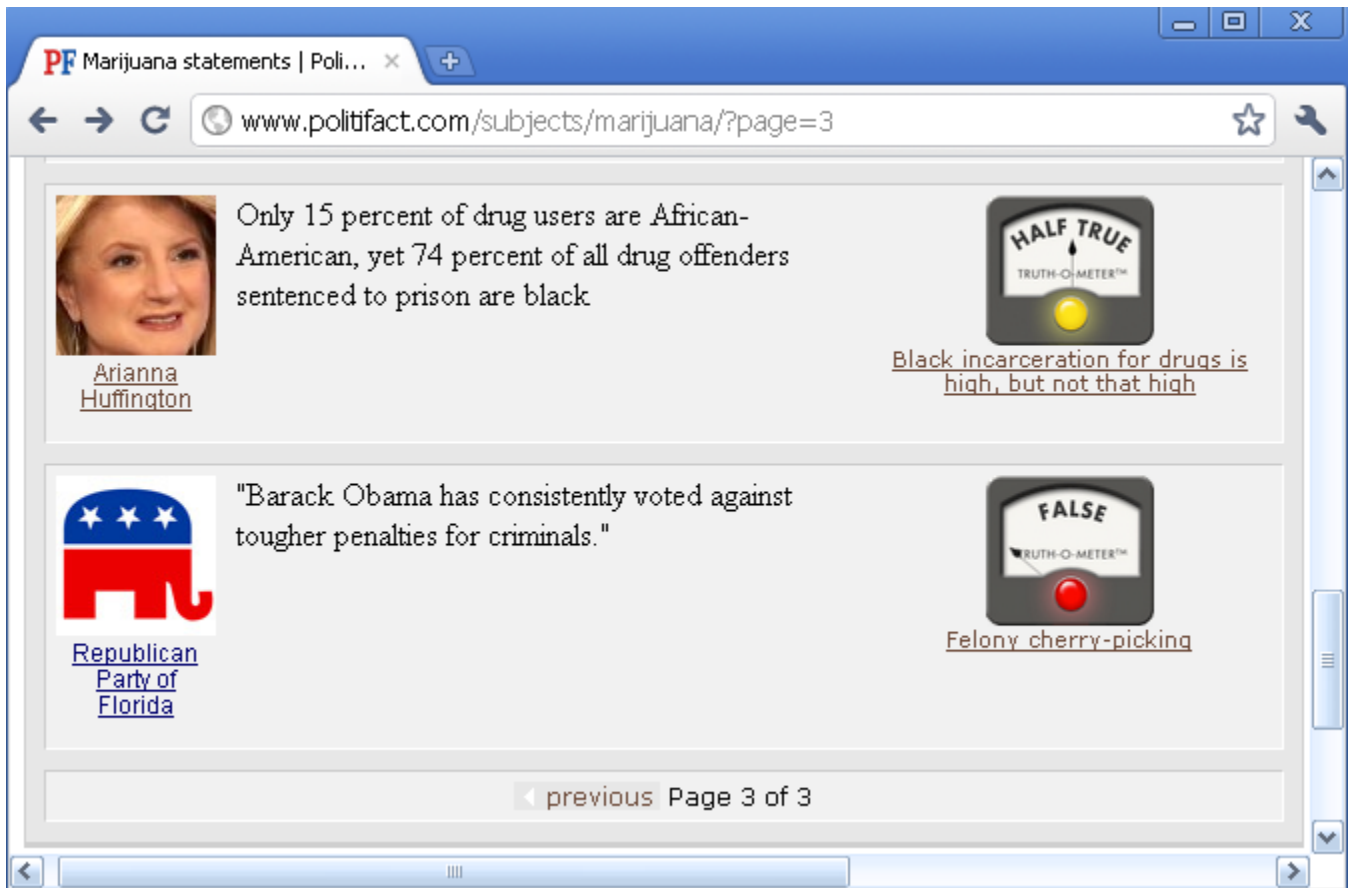 PF Marijuana statements | Poli...
www.politifact.com/subjects/marijuana/?page=3
Only 15 percent of drug users are African-
American, yet 74 percent of all drug offenders
sentenced to prison are black
Arianna
Huffington
HALF TRUE
TRUTH-O-METER™
Black incarceration for drugs is
high, but not that high
"Barack Obama has consistently voted against
tougher penalties for criminals."
Republican
Party of
Florida
FALSE
TRUTH-O-METER™
Felony cherry-picking
previous Page 3 of 3